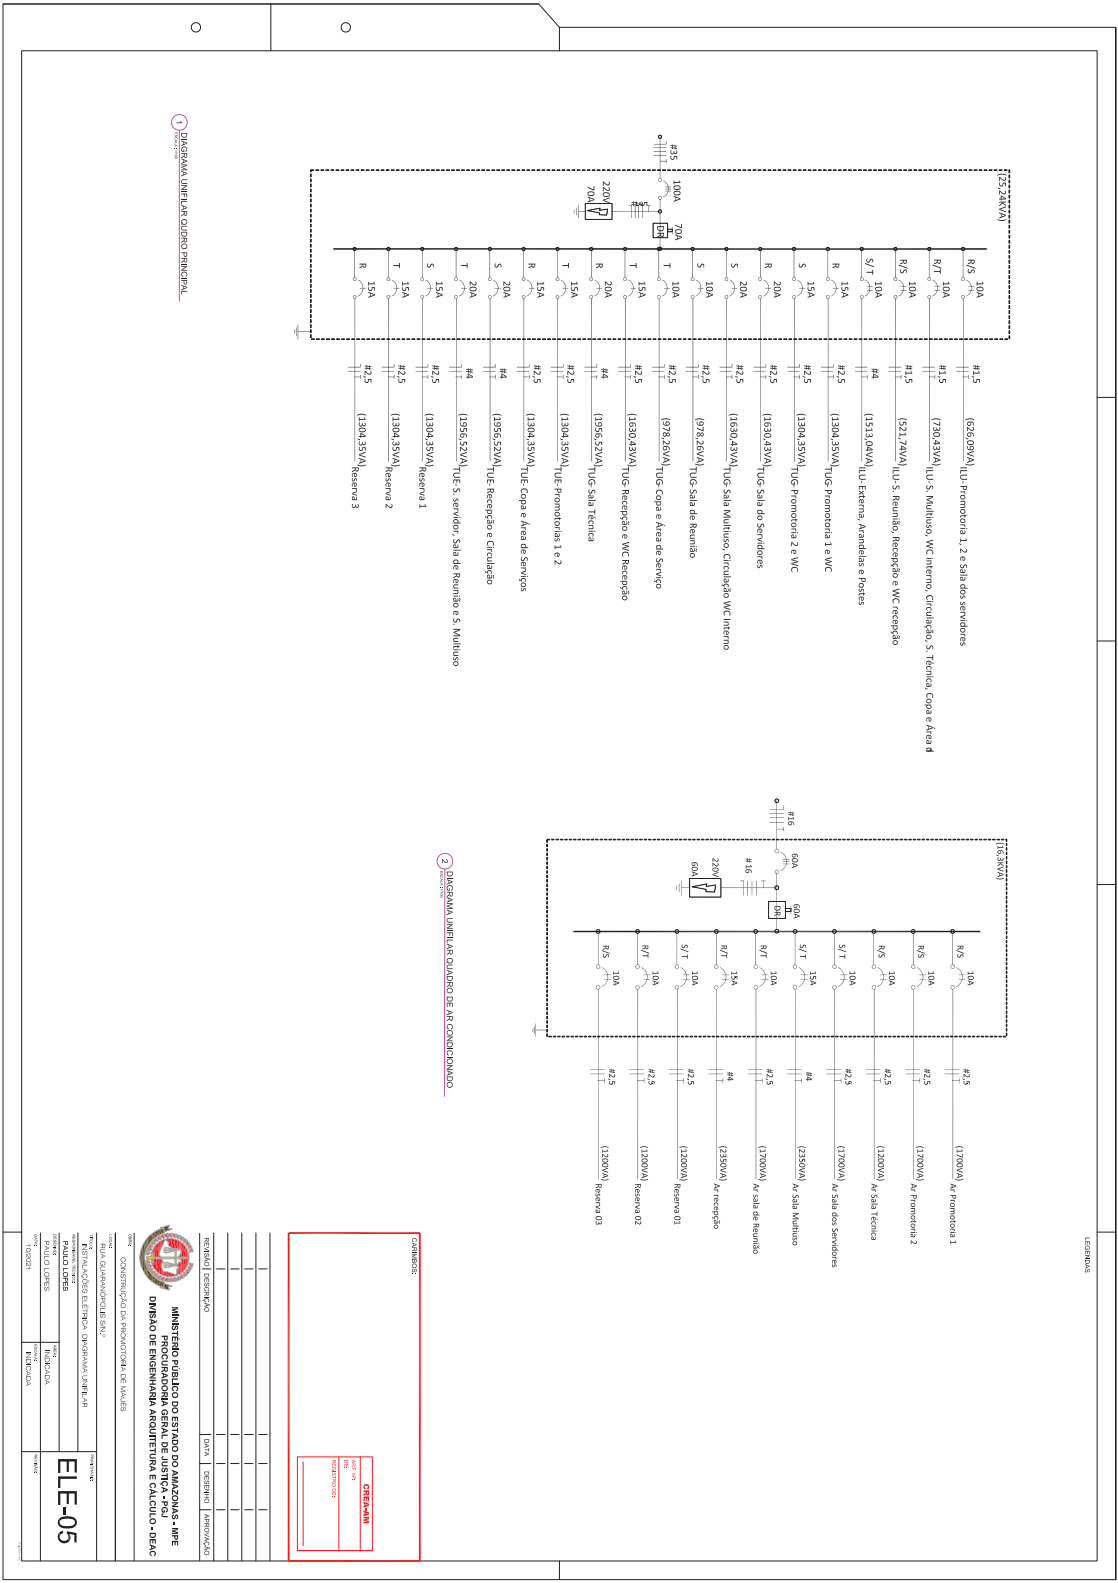 LEGENDAS
(25,24KVA)
#35
100A
220V
70A
70A
DR
R/S
10A
#1,5
(626,09VA)
ILU- Promotoria 1, 2 e Sala dos servidores
R/T
10A
#1,5
(730,43VA)
ILU- S. Multiuso, WC interno, Circulação, S. Técnica, Copa e Área d
R/S
10A
#1,5
(521,74VA)
ILU- S. Reunião, Recepção e WC recepção
S/ T
10A
#4
(1513,04VA)
ILU- Externa, Arandelas e Postes
R
15A
#2,5
(1304,35VA)
TUG- Promotoria 1 e WC
S
15A
#2,5
(1304,35VA)
TUG- Promotoria 2 e WC
R
20A
#2,5
(1630,43VA)
TUG- Sala do Servidores
S
20A
#2,5
(1630,43VA)
TUG- Sala Multiuso, Circulação WC Interno
S
10A
#2,5
(978,26VA)
TUG- Sala de Reunião
T
10A
#2,5
(978,26VA)
TUG- Copa e Área de Serviço
R
15A
#2,5
(1630,43VA)
TUG- Recepção e WC Recepção
R
20A
#4
(1956,52VA)
TUG- Sala Técnica
T
15A
#2,5
(1304,35VA)
TUE- Promotorias 1 e 2
R
15A
#2,5
(1304,35VA)
TUE- Copa e Área de Serviços
S
20A
#4
(1956,52VA)
TUE- Recepção e Circulação
T
20A
#4
(1956,52VA)
TUE- S. servidor, Sala de Reunião e S. Multiuso
S
15A
#2,5
(1304,35VA)
Reserva 1
T
15A
#2,5
(1304,35VA)
Reserva 2
R
15A
#2,5
(1304,35VA)
Reserva 3
1
DIAGRAMA UNIFILAR QUDRO PRINCIPAL
(16,3KVA)
#16
60A
#16
220V
60A
60A
DR
R/S
10A
#2,5
(1700VA)
Ar Promotoria 1
R/S
10A
#2,5
(1700VA)
Ar Promotoria 2
R/S
10A
#2,5
(1200VA)
Ar Sala Técnica
S/ T
10A
#2,5
(1700VA)
Ar Sala dos Servidores
S/ T
15A
#4
(2350VA)
Ar Sala Multiuso
R/T
10A
#2,5
(1700VA)
Ar sala de Reunião
R/T
15A
#4
(2350VA)
Ar recepção
S/ T
10A
#2,5
(1200VA)
Reserva 01
R/T
10A
#2,5
(1200VA)
Reserva 02
R/S
10A
#2,5
(1200VA)
Reserva 03
2
DIAGRAMA UNIFILAR QUADRO DE AR CONDICIONADO
CARIMBOS:
CREA-AM
ART Nº:
DE:
REGISTRO DE:
REVISÃO DESCRIÇÃO DATA DESENHO APROVAÇÃO
MINISTÉRIO PÚBLICO DO ESTADO DO AMAZONAS - MPE
PROCURADORIA GERAL DE JUSTIÇA - PGJ
DIVISÃO DE ENGENHARIA ARQUITETURA E CÁLCULO - DEAC
CONSTRUÇÃO DA PROMOTORIA DE MAUÉS
RUA GUARANÓPOLIS S/N.º
INSTALAÇÕES ELÉTRICA: DIAGRAMA UNIFILAR
PAULO LOPES
PAULO LOPES
INDICADA
10/2021
INDICADA
ELE-05